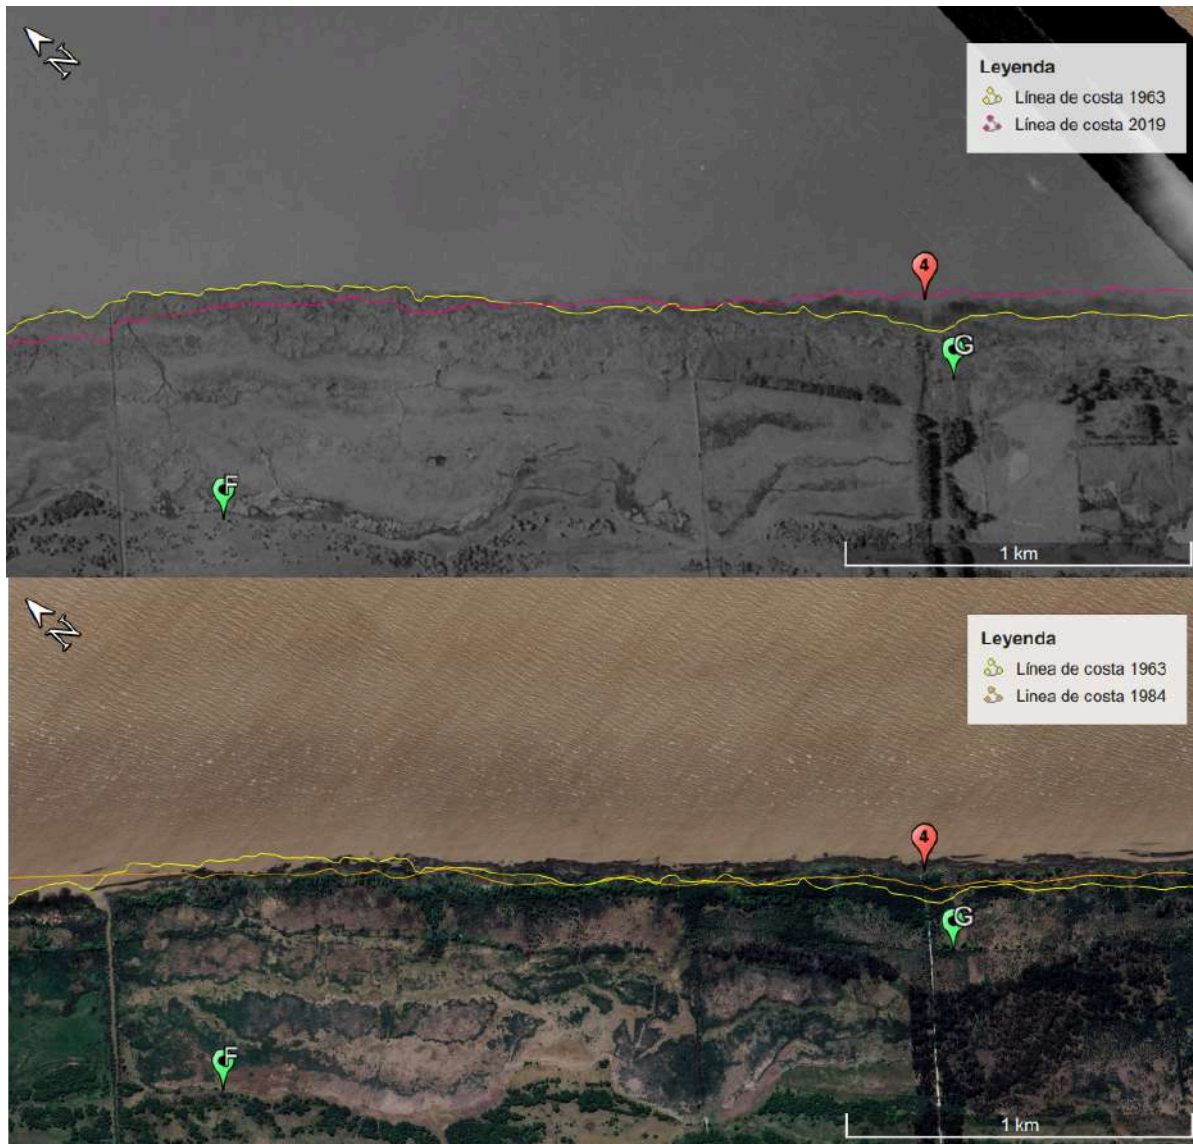 N
Leyenda
Línea de costa 1963
Línea de costa 2019
4
G
F
1 km
N
Leyenda
Línea de costa 1963
Linea de costa 1984
4
G
F
1 km